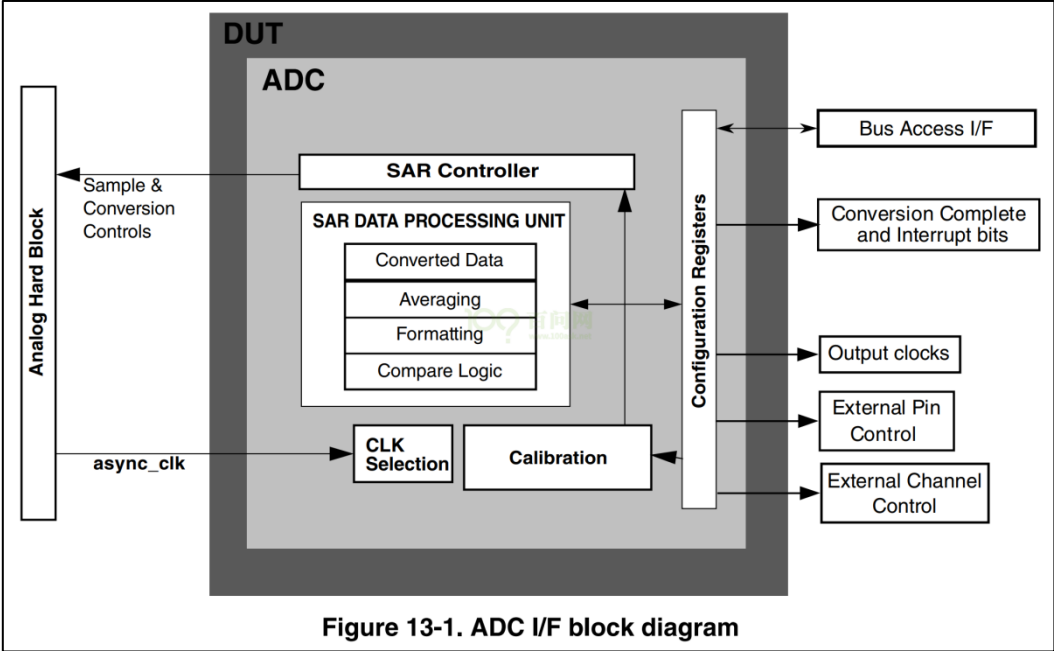 DUT
ADC
Analog Hard Block
Sample &
Conversion
Controls
SAR Controller
SAR DATA PROCESSING UNIT
Converted Data
Averaging
Formatting
Compare Logic
async_clk
CLK
Selection
Calibration
Configuration Registers
Bus Access I/F
Conversion Complete
and Interrupt bits
Output clocks
External Pin
Control
External Channel
Control
Figure 13-1. ADC I/F block diagram